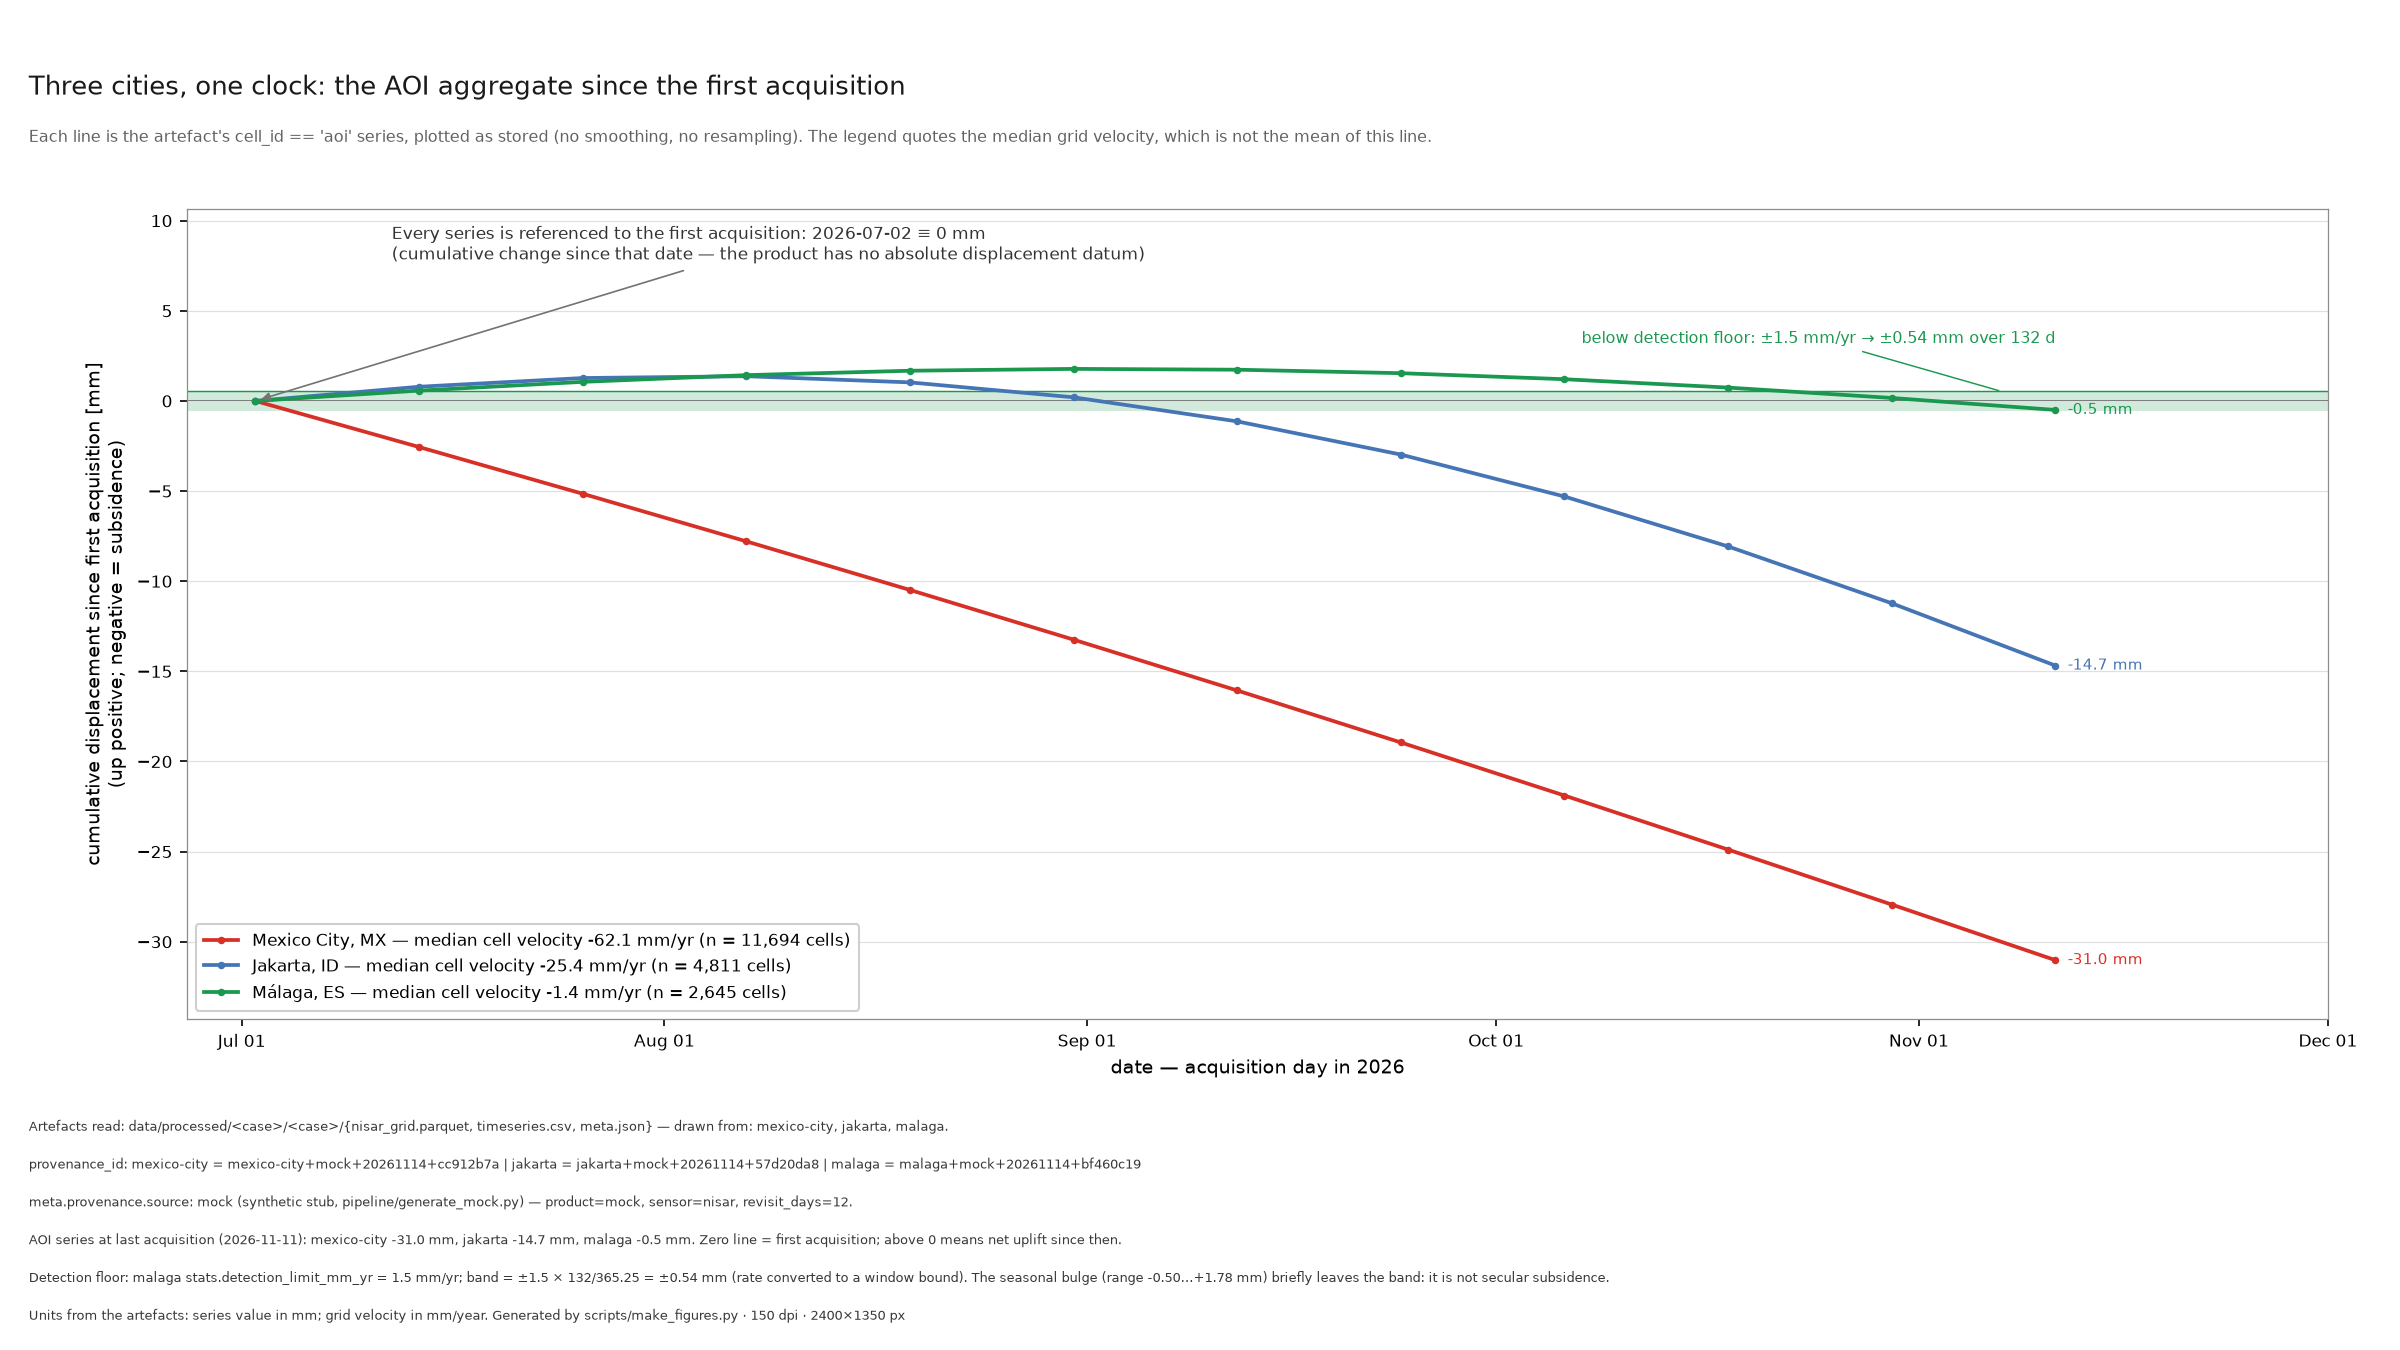 Three cities, one clock: the AOI aggregate since the first acquisition
Each line is the artefact's cell_id == 'aoi' series, plotted as stored (no smoothing, no resampling). The legend quotes the median grid velocity, which is not the mean of this line.
10
5
0
−5
−10
−15
−20
−25
−30
cumulative displacement since first acquisition [mm]
(up positive; negative = subsidence)
Every series is referenced to the first acquisition: 2026-07-02 ≡ 0 mm
(cumulative change since that date — the product has no absolute displacement datum)
below detection floor: ±1.5 mm/yr → ±0.54 mm over 132 d
-0.5 mm
-14.7 mm
-31.0 mm
Mexico City, MX — median cell velocity -62.1 mm/yr (n = 11,694 cells)
Jakarta, ID — median cell velocity -25.4 mm/yr (n = 4,811 cells)
Málaga, ES — median cell velocity -1.4 mm/yr (n = 2,645 cells)
Jul 01
Aug 01
Sep 01
Oct 01
Nov 01
Dec 01
date — acquisition day in 2026
Artefacts read: data/processed/<case>/<case>/{nisar_grid.parquet, timeseries.csv, meta.json} — drawn from: mexico-city, jakarta, malaga.
provenance_id: mexico-city = mexico-city+mock+20261114+cc912b7a | jakarta = jakarta+mock+20261114+57d20da8 | malaga = malaga+mock+20261114+bf460c19
meta.provenance.source: mock (synthetic stub, pipeline/generate_mock.py) — product=mock, sensor=nisar, revisit_days=12.
AOI series at last acquisition (2026-11-11): mexico-city -31.0 mm, jakarta -14.7 mm, malaga -0.5 mm. Zero line = first acquisition; above 0 means net uplift since then.
Detection floor: malaga stats.detection_limit_mm_yr = 1.5 mm/yr; band = ±1.5 × 132/365.25 = ±0.54 mm (rate converted to a window bound). The seasonal bulge (range -0.50…+1.78 mm) briefly leaves the band: it is not secular subsidence.
Units from the artefacts: series value in mm; grid velocity in mm/year. Generated by scripts/make_figures.py · 150 dpi · 2400×1350 px